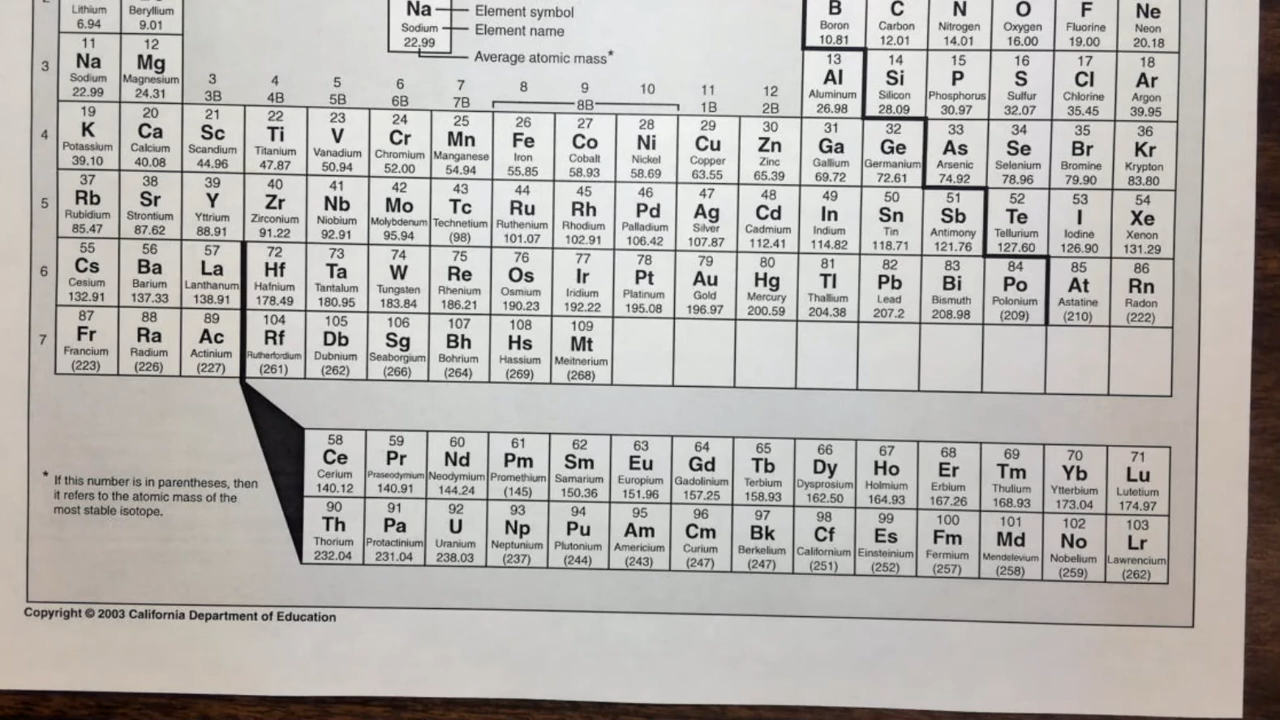 Lithium Beryllium
6.94 9.01
Na Element symbol
Sodium Element name
22.99
Average atomic mass*
B C N O F Ne
Boron Carbon Nitrogen Oxygen Fluorine Neon
10.81 12.01 14.01 16.00 19.00 20.18
3
11 12 13 14 15 16 17 18
Na Mg Al Si P S Cl Ar
Sodium Magnesium Aluminum Silicon Phosphorus Sulfur Chlorine Argon
22.99 24.31 26.98 28.09 30.97 32.07 35.45 39.95
3 4 5 6 7 8 9 10 11 12
3B 4B 5B 6B 7B 8B 1B 2B
4
19 20 21 22 23 24 25 26 27 28 29 30 31 32 33 34 35 36
K Ca Sc Ti V Cr Mn Fe Co Ni Cu Zn Ga Ge As Se Br Kr
Potassium Calcium Scandium Titanium Vanadium Chromium Manganese Iron Cobalt Nickel Copper Zinc Gallium Germanium Arsenic Selenium Bromine Krypton
39.10 40.08 44.96 47.87 50.94 52.00 54.94 55.85 58.93 58.69 63.55 65.39 69.72 72.61 74.92 78.96 79.90 83.80
5
37 38 39 40 41 42 43 44 45 46 47 48 49 50 51 52 53 54
Rb Sr Y Zr Nb Mo Tc Ru Rh Pd Ag Cd In Sn Sb Te I Xe
Rubidium Strontium Yttrium Zirconium Niobium Molybdenum Technetium Ruthenium Rhodium Palladium Silver Cadmium Indium Tin Antimony Tellurium Iodine Xenon
85.47 87.62 88.91 91.22 92.91 95.94 (98) 101.07 102.91 106.42 107.87 112.41 114.82 118.71 121.76 127.60 126.90 131.29
6
55 56 57 72 73 74 75 76 77 78 79 80 81 82 83 84 85 86
Cs Ba La Hf Ta W Re Os Ir Pt Au Hg Tl Pb Bi Po At Rn
Cesium Barium Lanthanum Hafnium Tantalum Tungsten Rhenium Osmium Iridium Platinum Gold Mercury Thallium Lead Bismuth Polonium Astatine Radon
132.91 137.33 138.91 178.49 180.95 183.84 186.21 190.23 192.22 195.08 196.97 200.59 204.38 207.2 208.98 (209) (210) (222)
7
87 88 89 104 105 106 107 108 109
Fr Ra Ac Rf Db Sg Bh Hs Mt
Francium Radium Actinium Rutherfordium Dubnium Seaborgium Bohrium Hassium Meitnerium
(223) (226) (227) (261) (262) (266) (264) (269) (268)
58 59 60 61 62 63 64 65 66 67 68 69 70 71
Ce Pr Nd Pm Sm Eu Gd Tb Dy Ho Er Tm Yb Lu
Cerium Praseodymium Neodymium Promethium Samarium Europium Gadolinium Terbium Dysprosium Holmium Erbium Thulium Ytterbium Lutetium
140.12 140.91 144.24 (145) 150.36 151.96 157.25 158.93 162.50 164.93 167.26 168.93 173.04 174.97
90 91 92 93 94 95 96 97 98 99 100 101 102 103
Th Pa U Np Pu Am Cm Bk Cf Es Fm Md No Lr
Thorium Protactinium Uranium Neptunium Plutonium Americium Curium Berkelium Californium Einsteinium Fermium Mendelevium Nobelium Lawrencium
232.04 231.04 238.03 (237) (244) (243) (247) (247) (251) (252) (257) (258) (259) (262)
* If this number is in parentheses, then
it refers to the atomic mass of the
most stable isotope.
Copyright © 2003 California Department of Education